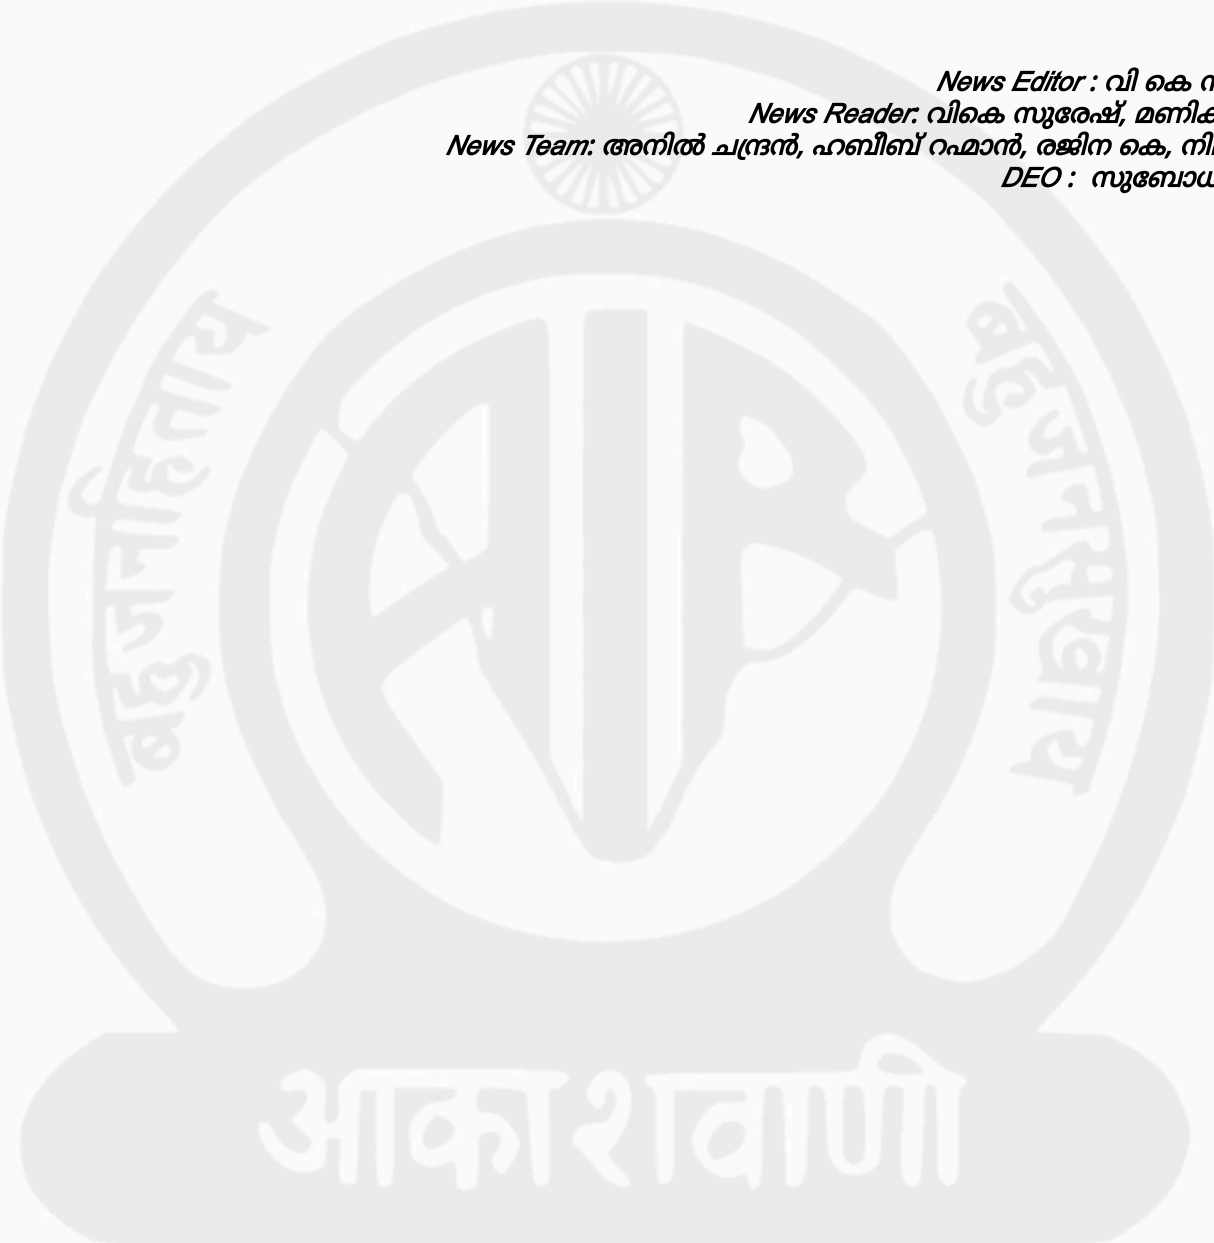 News Editor : വി കെ
News Reader: വികെ സുരേഷ്,
News Team: അനിൽ ചന്ദ്രൻ, ഹബീബ് റഹ്മാൻ, രജിന കെ,
DEO :
बहुजनहिताय
बहुजनसुखाय
आकाशवाणी